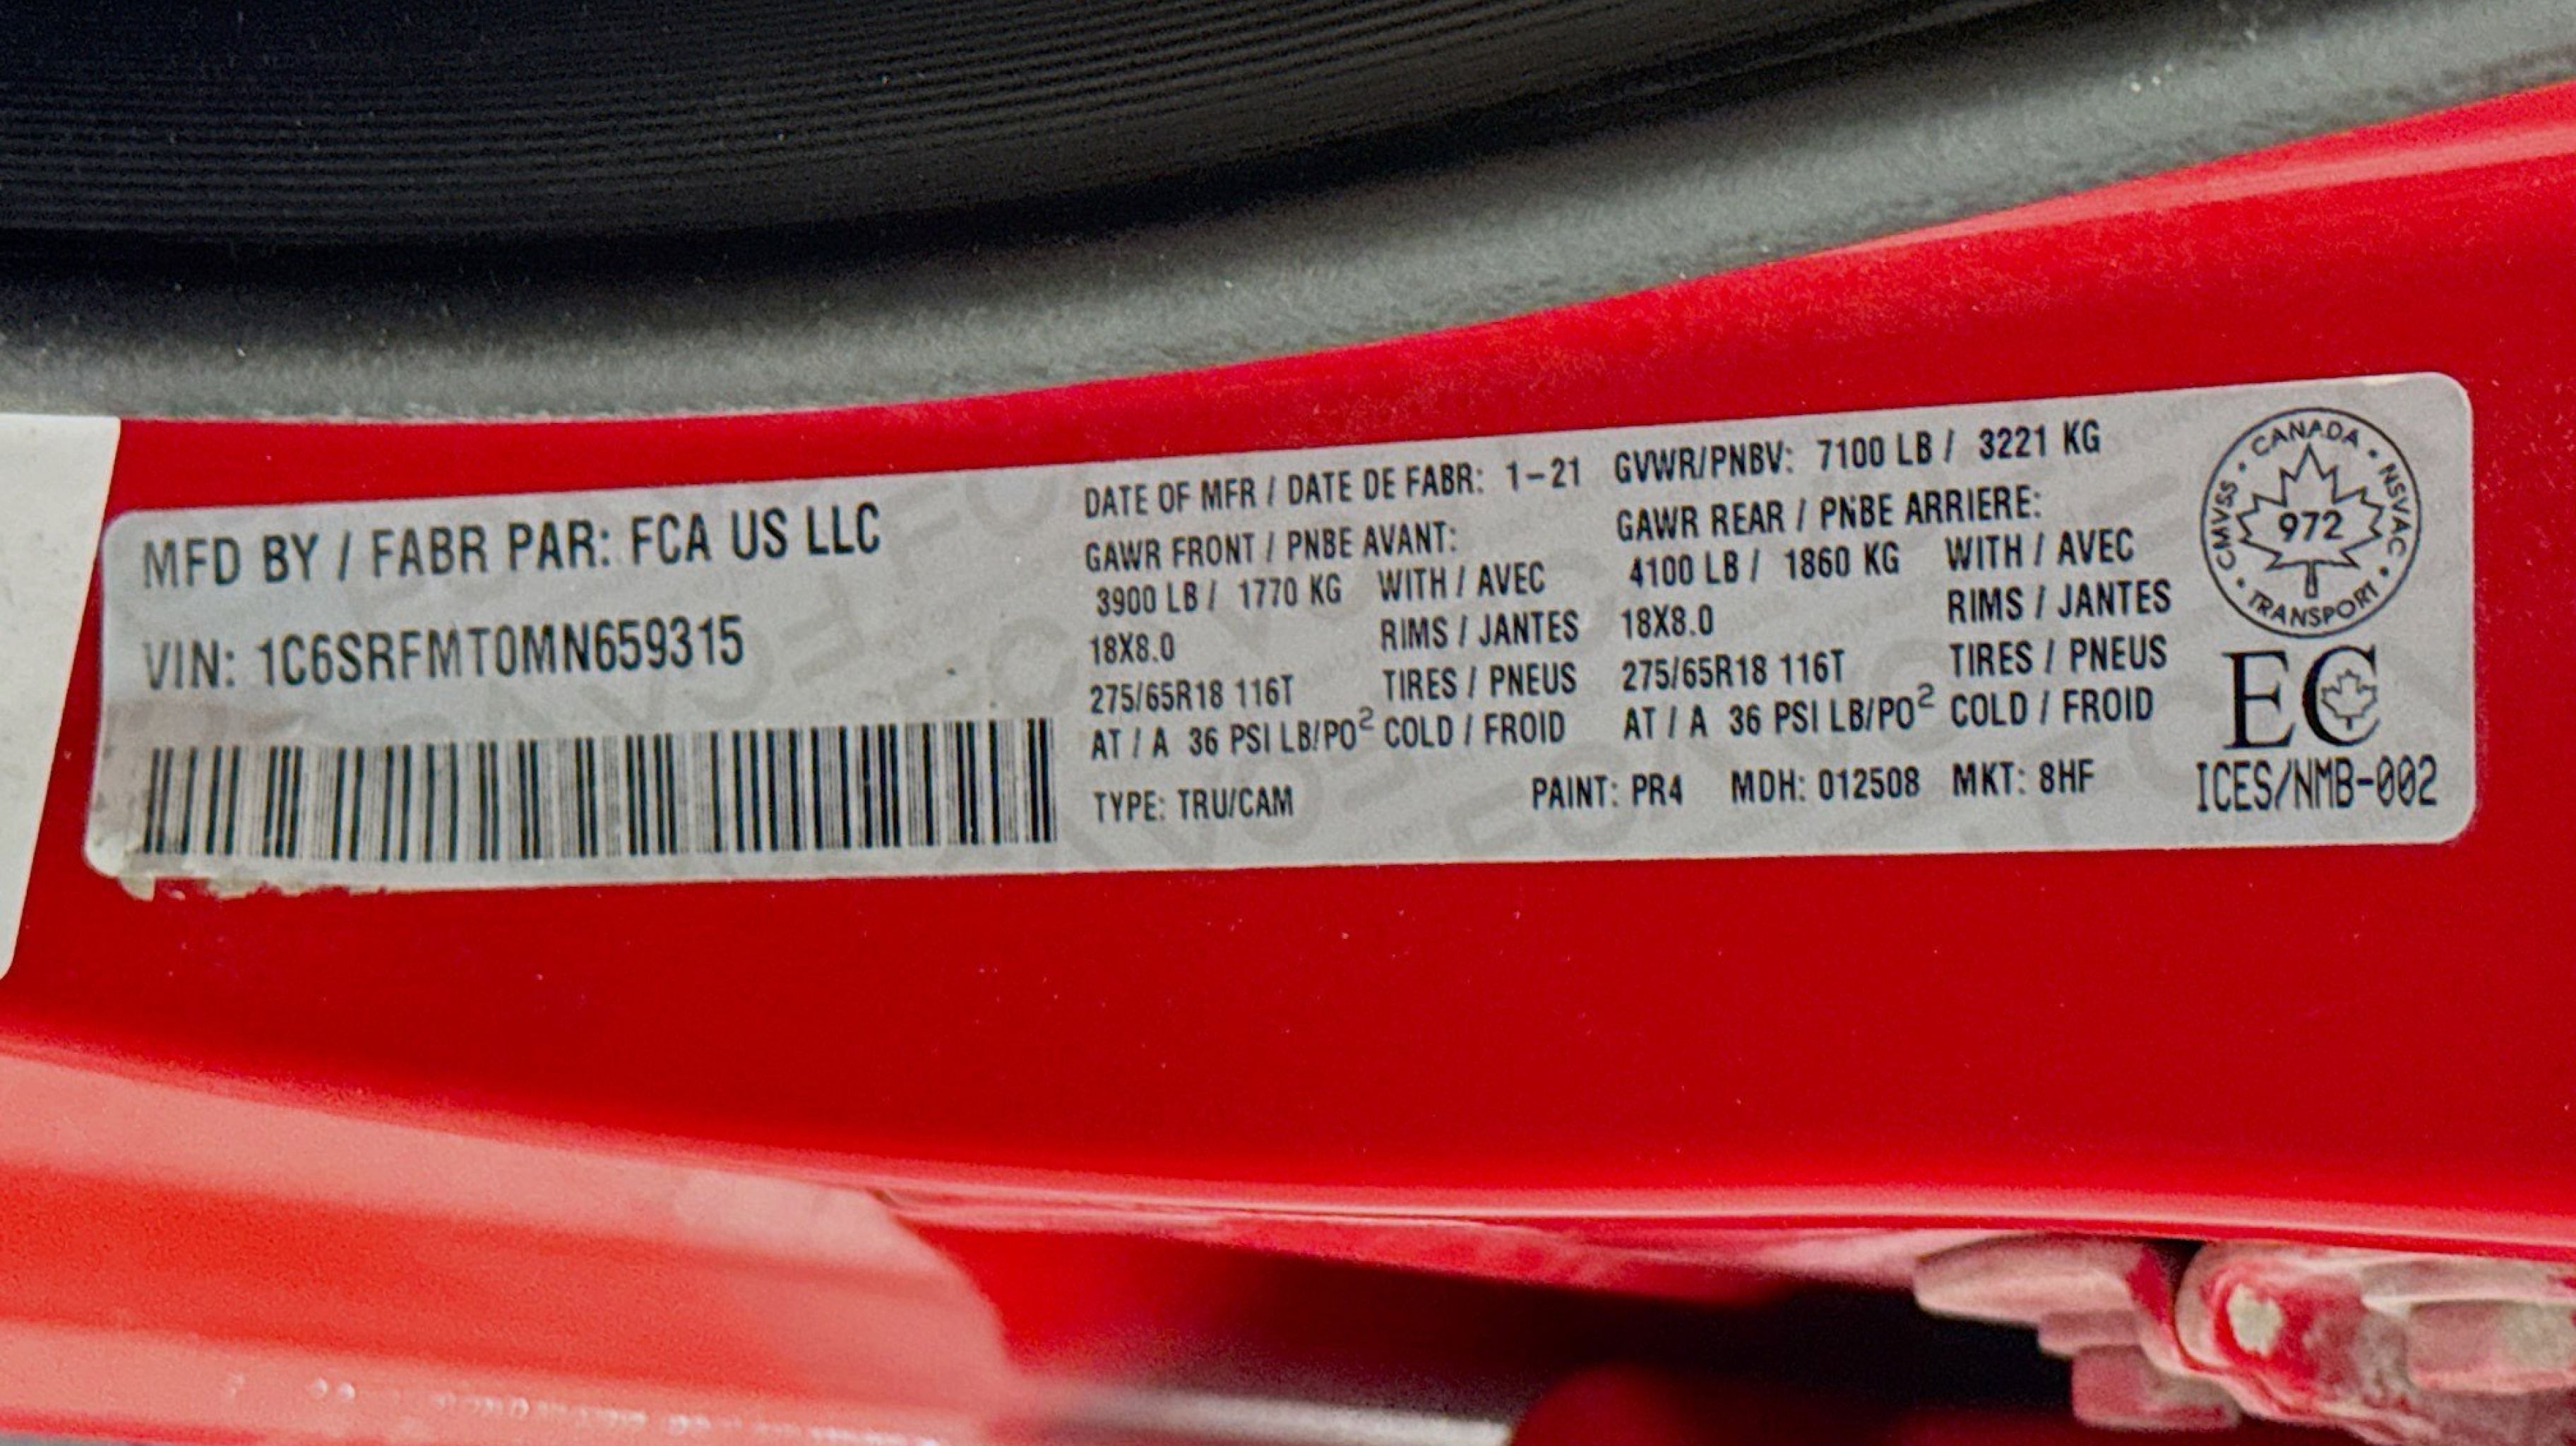 MFD BY / FABR PAR: FCA US LLC
VIN: 1C6SRFMT0MN659315
DATE OF MFR / DATE DE FABR: 1-21
GAWR FRONT / PNBE AVANT:
3900 LB / 1770 KG WITH / AVEC
18X8.0 RIMS / JANTES
275/65R18 116T TIRES / PNEUS
AT / A 36 PSI LB/PO² COLD / FROID
TYPE: TRU/CAM
GVWR/PNBV: 7100 LB / 3221 KG
GAWR REAR / PNBE ARRIERE:
4100 LB / 1860 KG WITH / AVEC
18X8.0 RIMS / JANTES
275/65R18 116T TIRES / PNEUS
AT / A 36 PSI LB/PO² COLD / FROID
PAINT: PR4 MDH: 012508 MKT: 8HF
CMVSS • CANADA • NSVAC • TRANSPORT •
972
EC
ICES/NMB-002